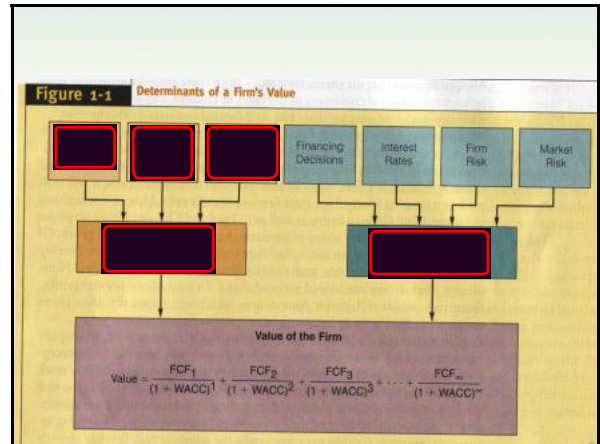 Figure 1-1 Determinants of a Firm's Value
Financing
Decisions
Interest
Rates
Firm
Risk
Market
Risk
Value of the Firm
Value = FCF₁ / (1 + WACC)¹ + FCF₂ / (1 + WACC)² + FCF₃ / (1 + WACC)³ + · · · + FCF∞ / (1 + WACC)∞